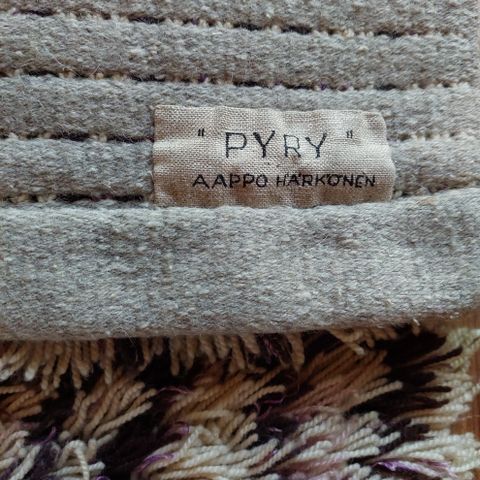 " PYRY "
AAPPO HÄRKÖNEN